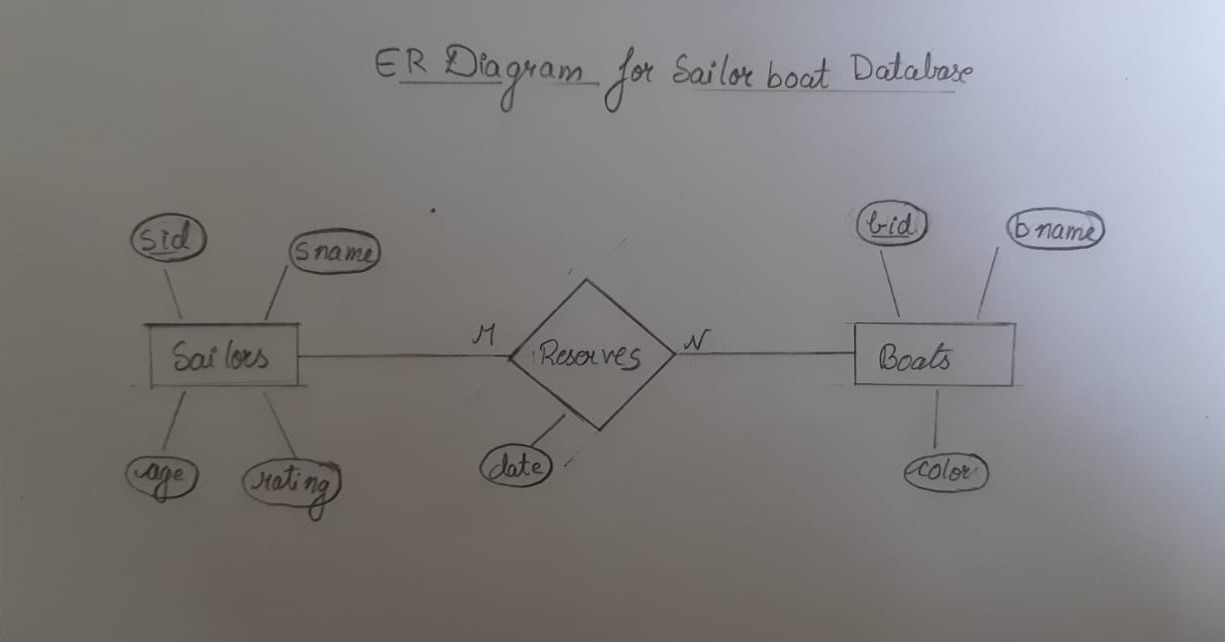 ER Diagram for Sailor boat Database
sid
sname
bid
bname
M
N
Sailors
Reserves
Boats
age
rating
date
color